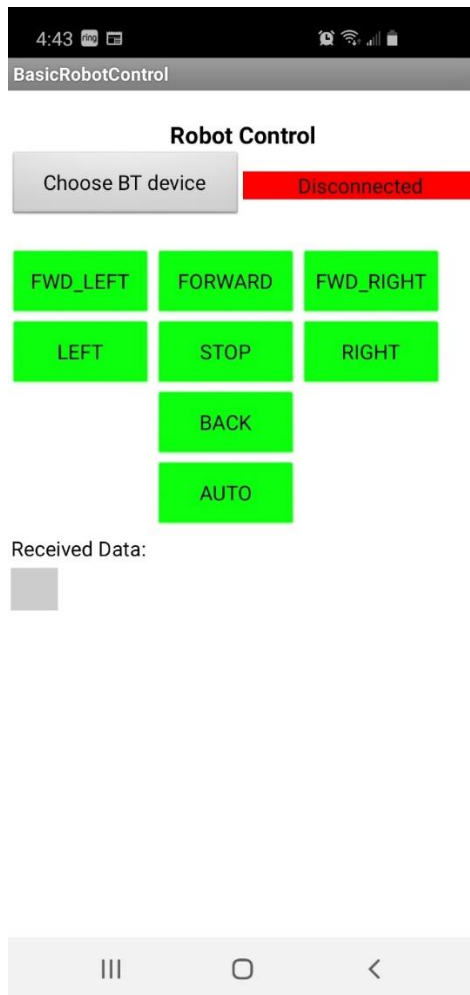 4:43 ring
BasicRobotControl
Robot Control
Choose BT device Disconnected
FWD_LEFT FORWARD FWD_RIGHT
LEFT STOP RIGHT
BACK
AUTO
Received Data: